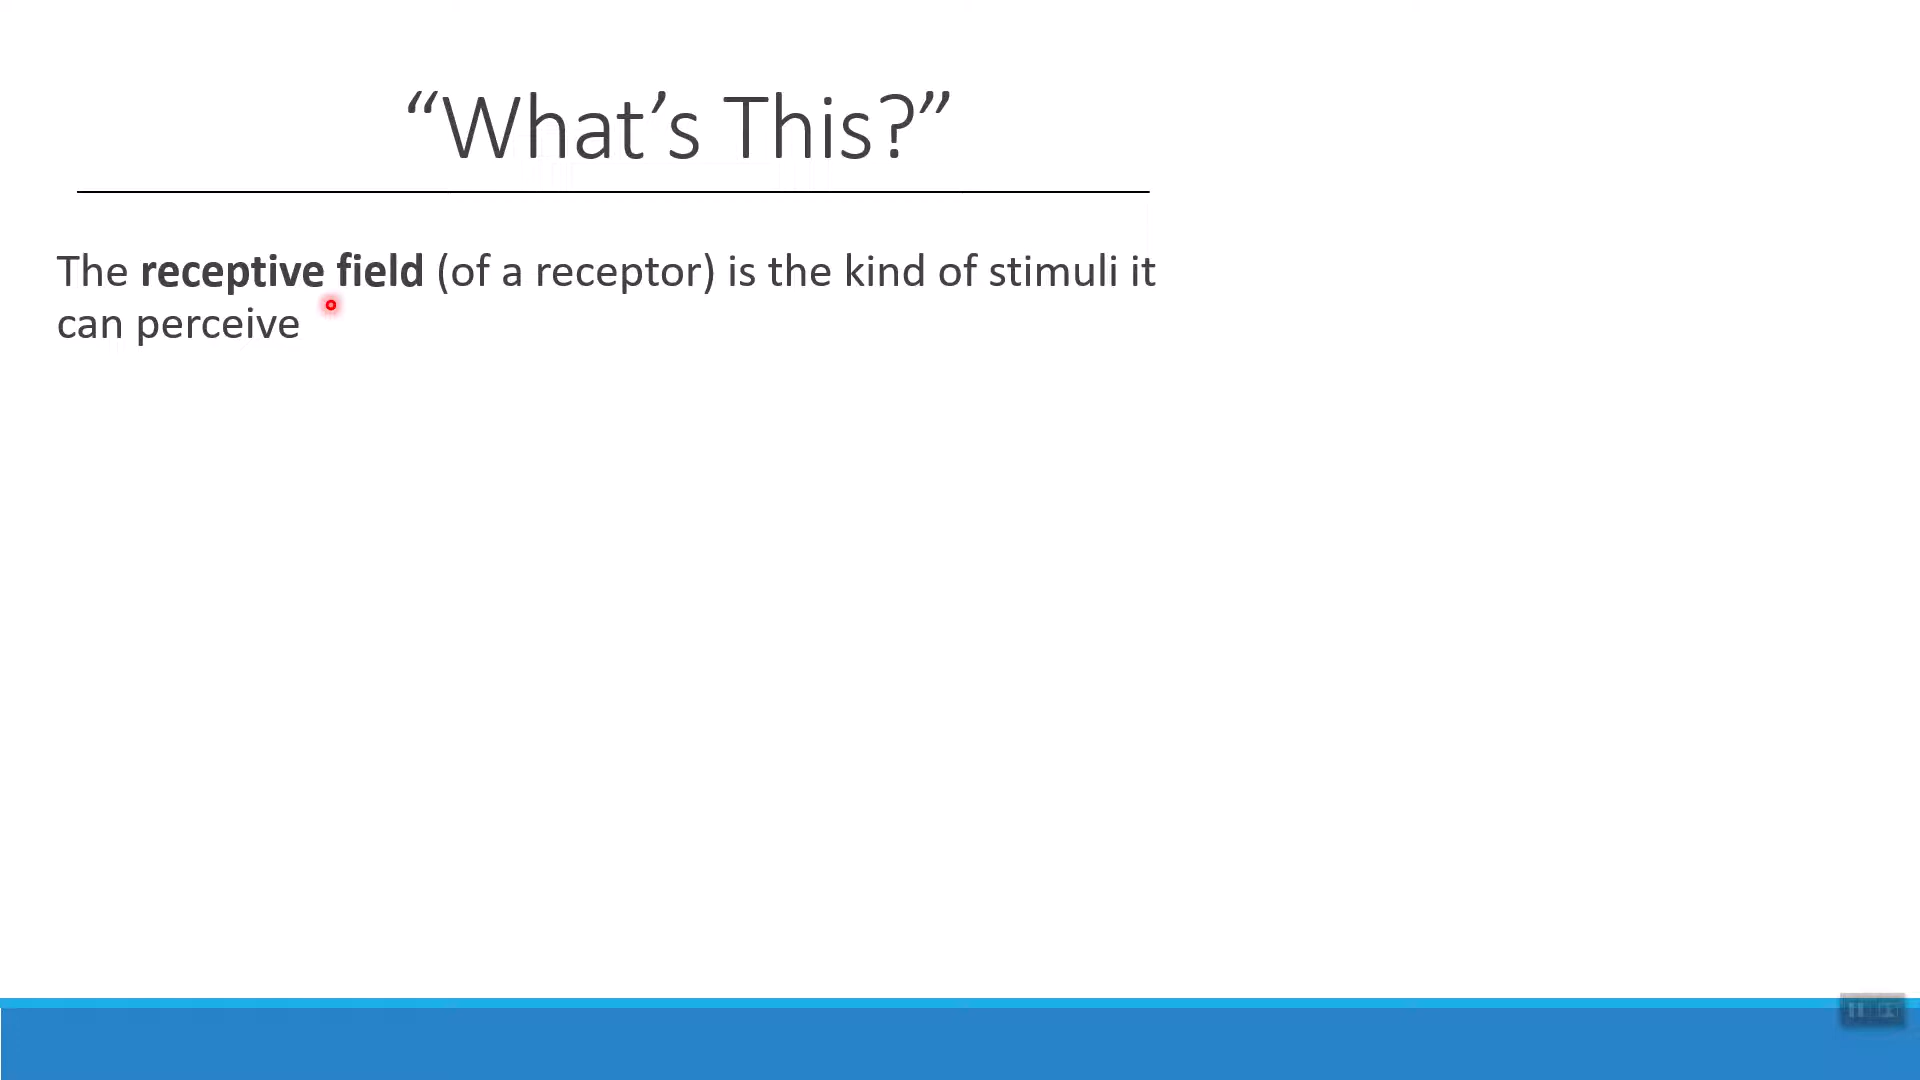 “What’s This?”
The receptive field (of a receptor) is the kind of stimuli it
can perceive